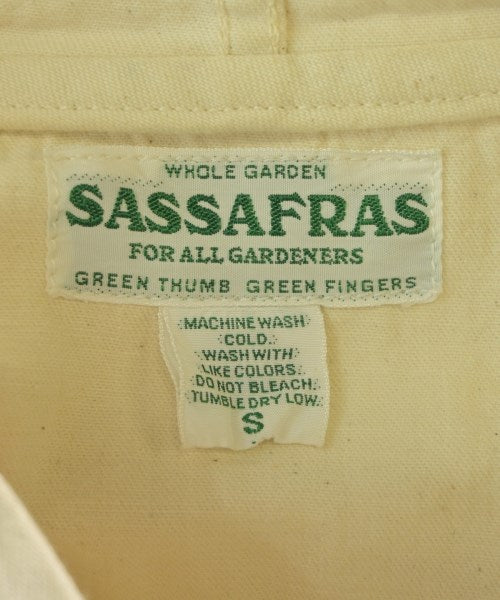 WHOLE GARDEN
SASSAFRAS
FOR ALL GARDENERS
GREEN THUMB GREEN FINGERS
MACHINE WASH
COLD.
WASH WITH
LIKE COLORS.
DO NOT BLEACH.
TUMBLE DRY LOW.
S